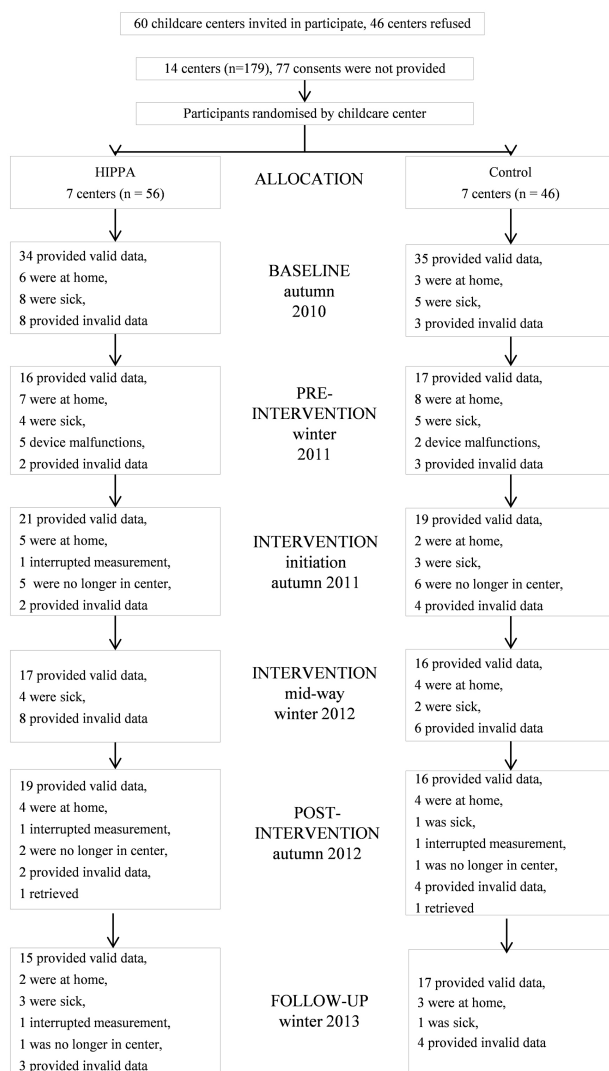 60 childcare centers invited in participate, 46 centers refused
14 centers (n=179), 77 consents were not provided
Participants randomised by childcare center
HIPPA
7 centers (n = 56)
ALLOCATION
Control
7 centers (n = 46)
34 provided valid data,
6 were at home,
8 were sick,
8 provided invalid data
BASELINE
autumn
2010
35 provided valid data,
3 were at home,
5 were sick,
3 provided invalid data
16 provided valid data,
7 were at home,
4 were sick,
5 device malfunctions,
2 provided invalid data
PRE-
INTERVENTION
winter
2011
17 provided valid data,
8 were at home,
5 were sick,
2 device malfunctions,
3 provided invalid data
21 provided valid data,
5 were at home,
1 interrupted measurement,
5 were no longer in center,
2 provided invalid data
INTERVENTION
initiation
autumn 2011
19 provided valid data,
2 were at home,
3 were sick,
6 were no longer in center,
4 provided invalid data
17 provided valid data,
4 were sick,
8 provided invalid data
INTERVENTION
mid-way
winter 2012
16 provided valid data,
4 were at home,
2 were sick,
6 provided invalid data
19 provided valid data,
4 were at home,
1 interrupted measurement,
2 were no longer in center,
2 provided invalid data,
1 retrieved
POST-
INTERVENTION
autumn 2012
16 provided valid data,
4 were at home,
1 was sick,
1 interrupted measurement,
1 was no longer in center,
4 provided invalid data,
1 retrieved
15 provided valid data,
2 were at home,
3 were sick,
1 interrupted measurement,
1 was no longer in center,
3 provided invalid data
FOLLOW-UP
winter 2013
17 provided valid data,
3 were at home,
1 was sick,
4 provided invalid data